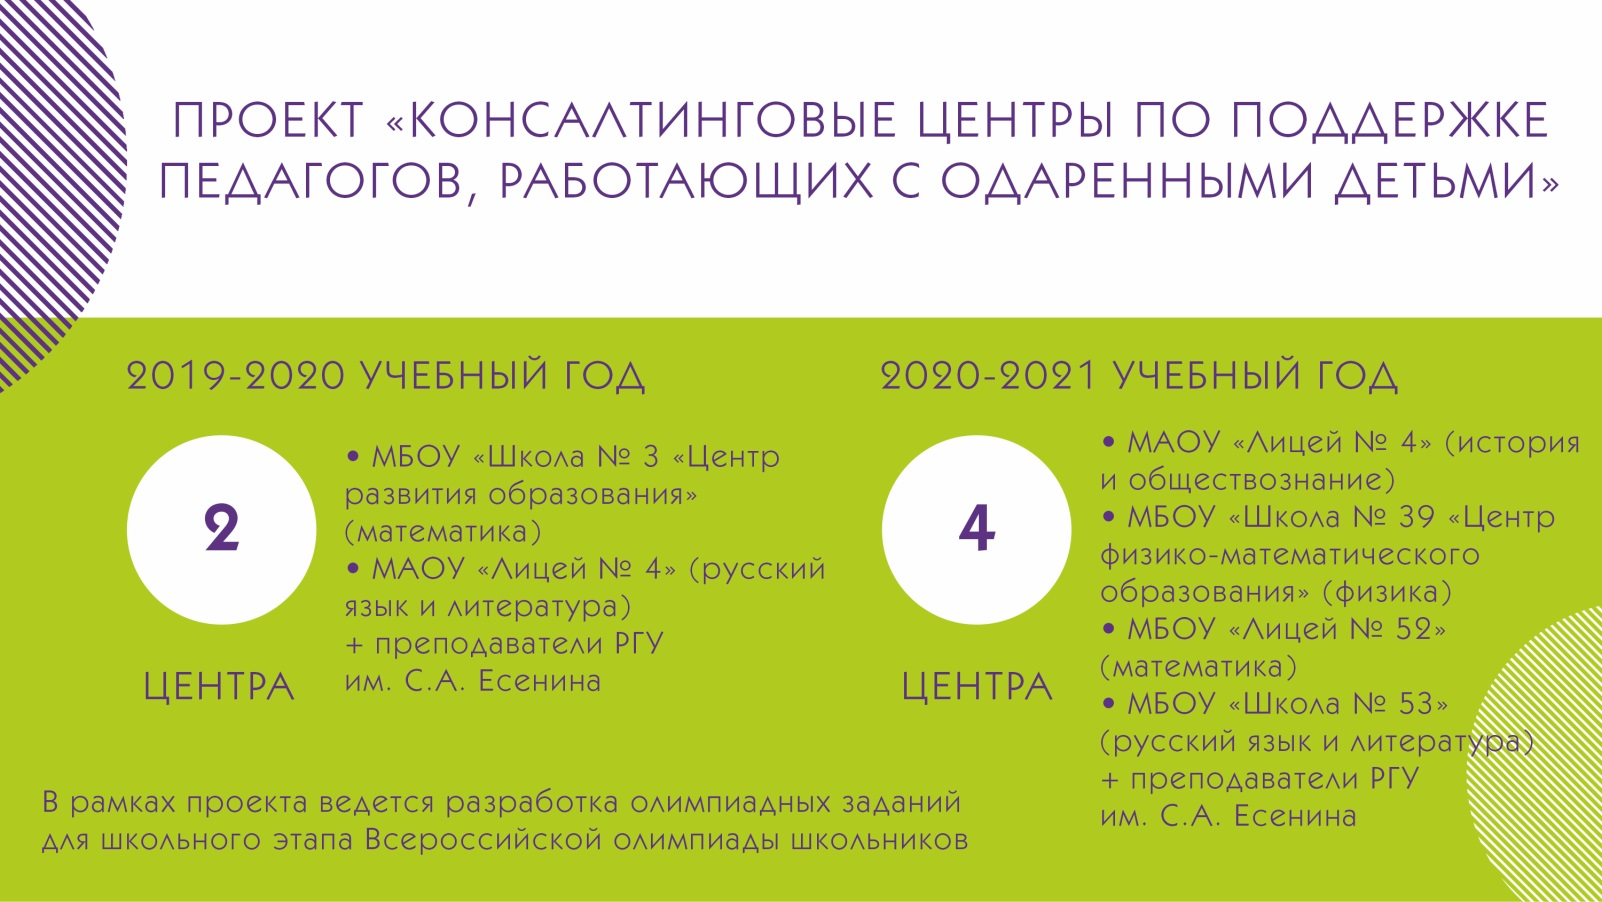 ПРОЕКТ «КОНСАЛТИНГОВЫЕ ЦЕНТРЫ ПО ПОДДЕРЖКЕ
ПЕДАГОГОВ, РАБОТАЮЩИХ С ОДАРЕННЫМИ ДЕТЬМИ»
2019-2020 УЧЕБНЫЙ ГОД
2
ЦЕНТРА
• МБОУ «Школа № 3 «Центр
развития образования»
(математика)
• МАОУ «Лицей № 4» (русский
язык и литература)
+ преподаватели РГУ
им. С.А. Есенина
2020-2021 УЧЕБНЫЙ ГОД
4
ЦЕНТРА
• МАОУ «Лицей № 4» (история
и обществознание)
• МБОУ «Школа № 39 «Центр
физико-математического
образования» (физика)
• МБОУ «Лицей № 52»
(математика)
• МБОУ «Школа № 53»
(русский язык и литература)
+ преподаватели РГУ
им. С.А. Есенина
В рамках проекта ведется разработка олимпиадных заданий
для школьного этапа Всероссийской олимпиады школьников